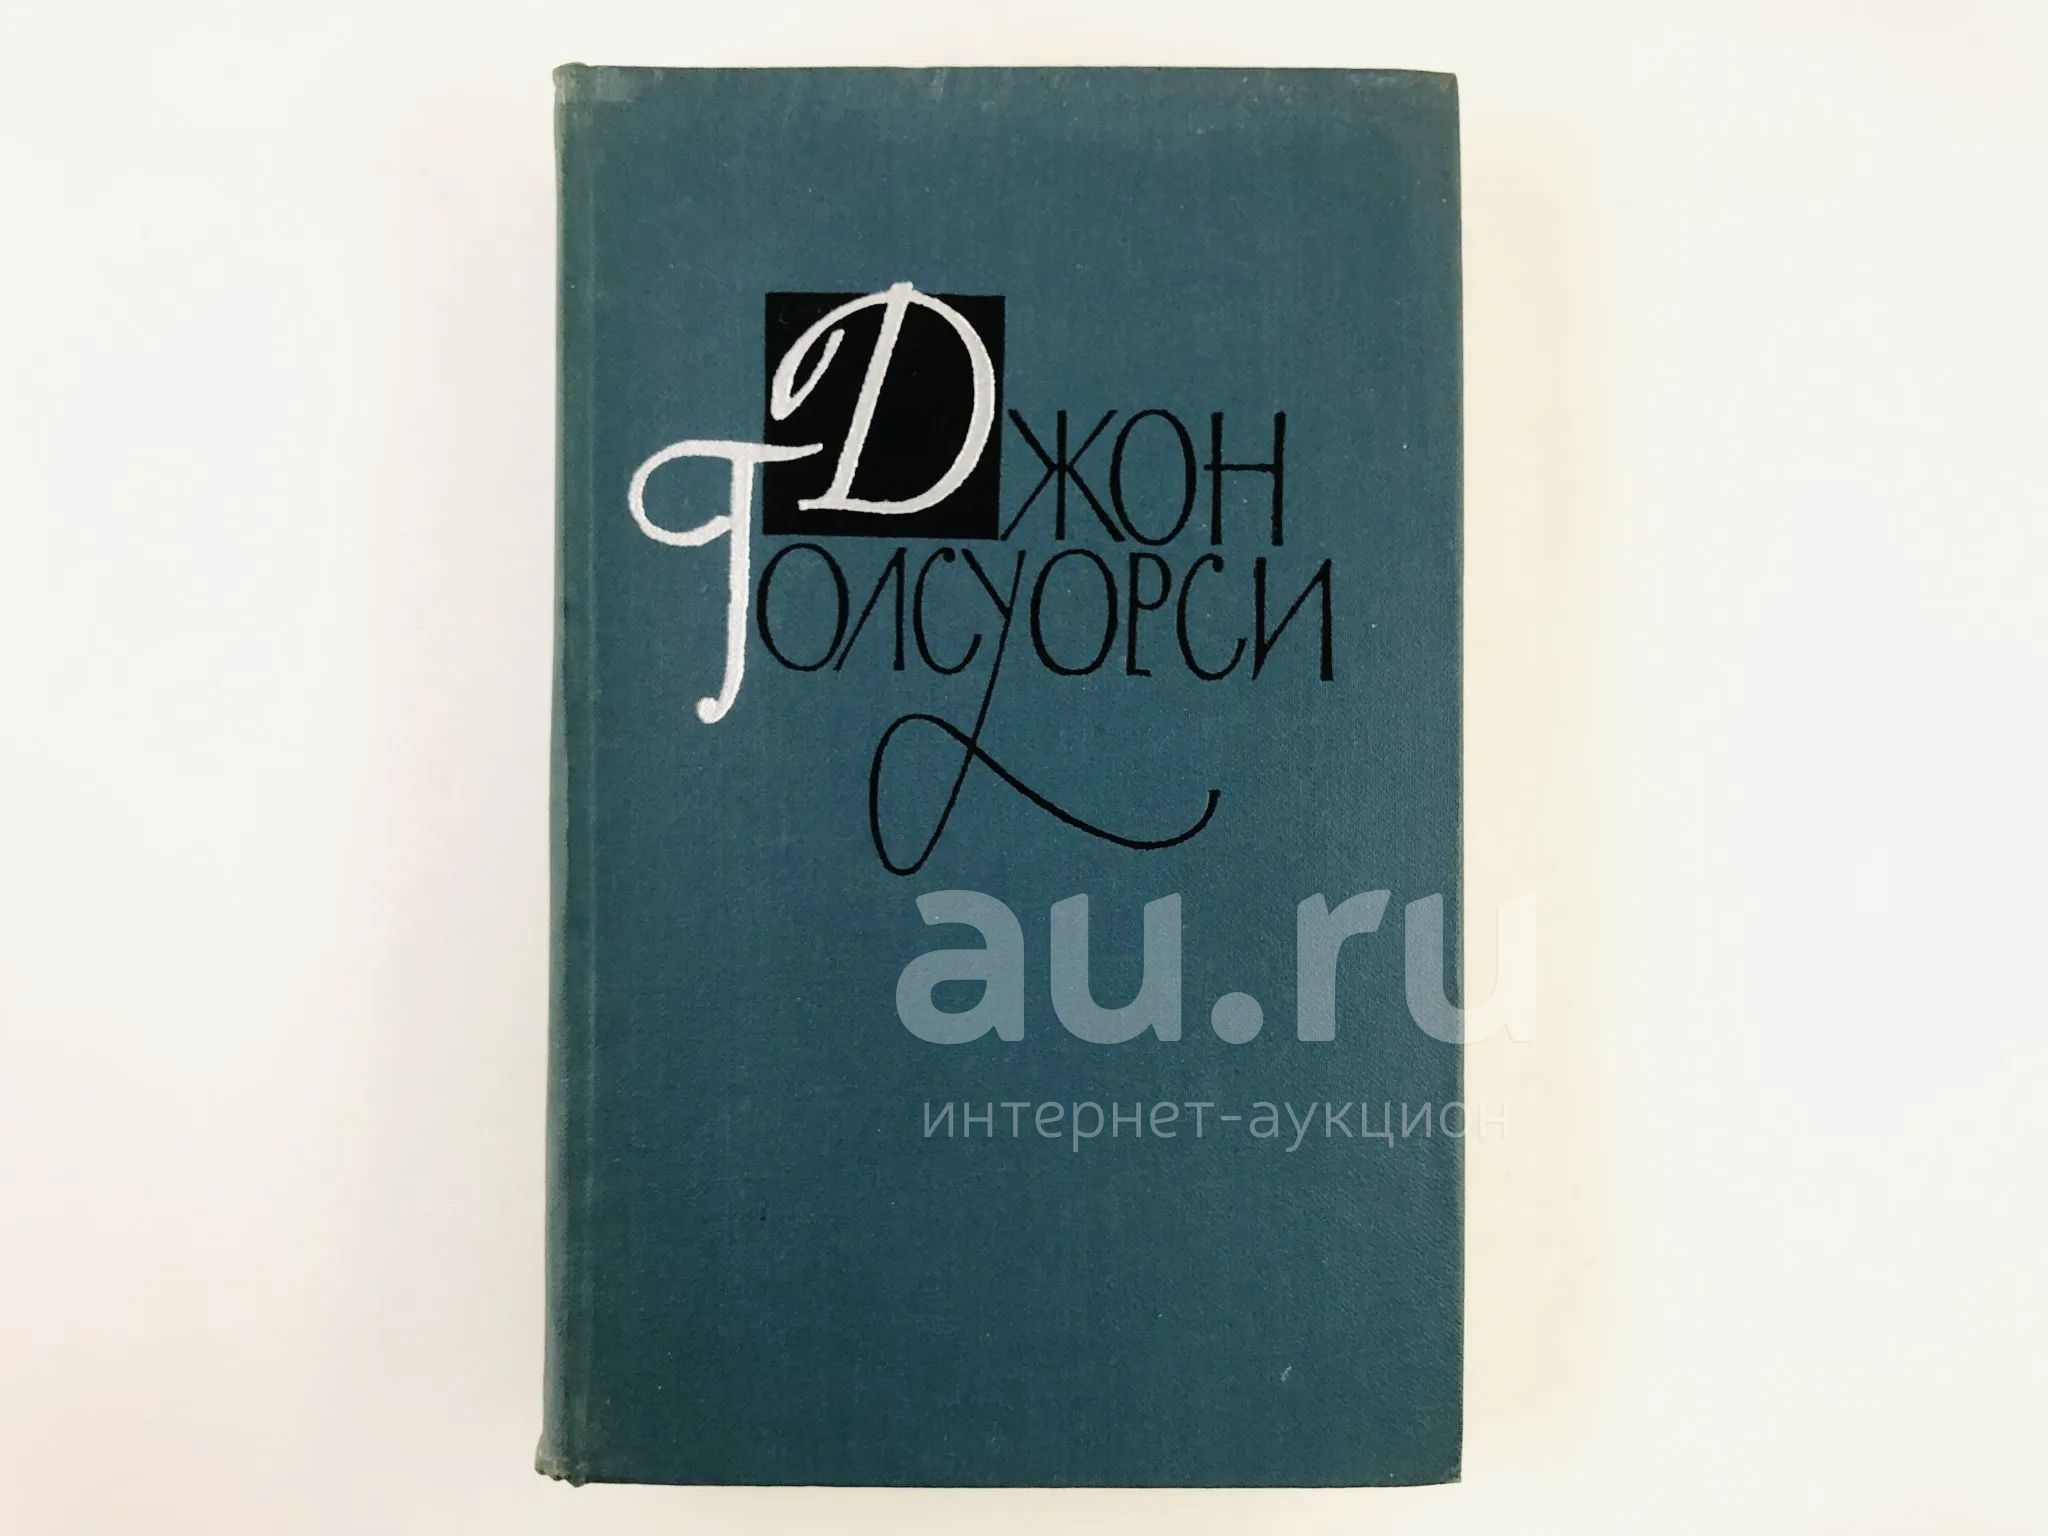 Джон
Голсуорси
au.ru
интернет-аукцион